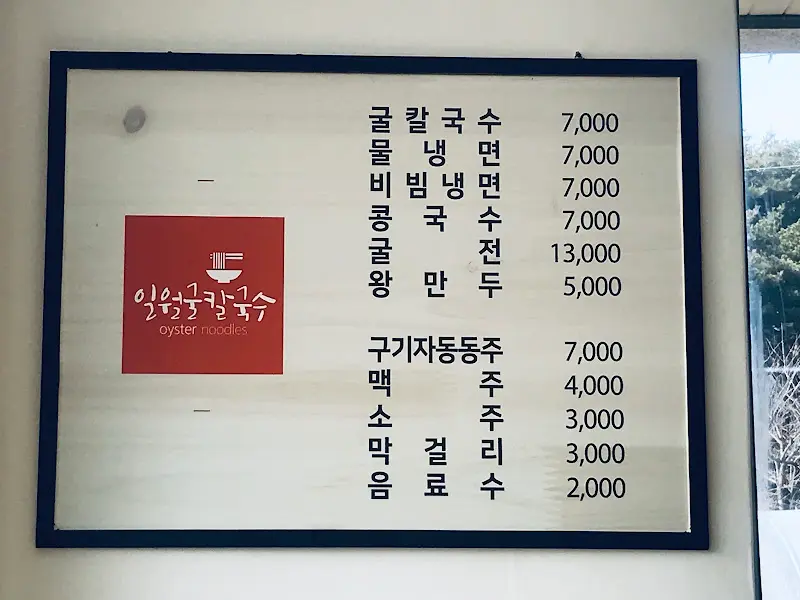 일월굴칼국수
oyster noodles
굴칼국수 7,000
물냉면 7,000
비빔냉면 7,000
콩국수 7,000
굴전 13,000
왕만두 5,000
구기자동동주 7,000
맥주 4,000
소주 3,000
막걸리 3,000
음료수 2,000